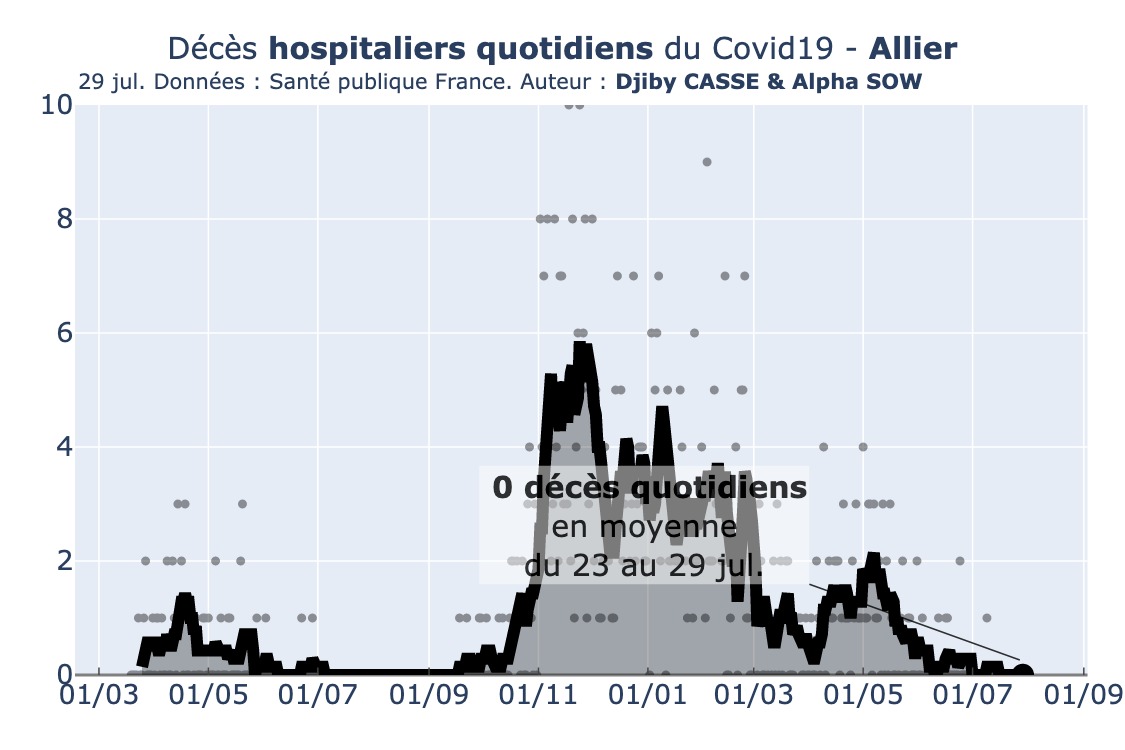 Décès hospitaliers quotidiens du Covid19 - Allier
29 jul. Données : Santé publique France. Auteur : Djiby CASSE & Alpha SOW
10
8
6
4
2
0
0 décès quotidiens
en moyenne
du 23 au 29 jul.
01/03 01/05 01/07 01/09 01/11 01/01 01/03 01/05 01/07 01/09